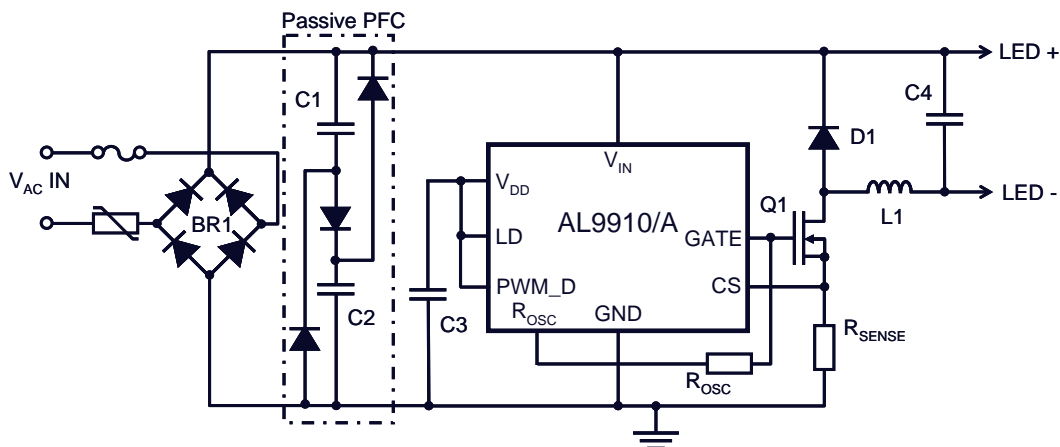 Passive PFC
LED +
C1
C4
D1
V_IN
V_AC IN
V_DD
LED -
BR1
AL9910/A
Q1
L1
LD
GATE
PWM_D
CS
C2
C3
R_OSC
GND
R_SENSE
R_OSC